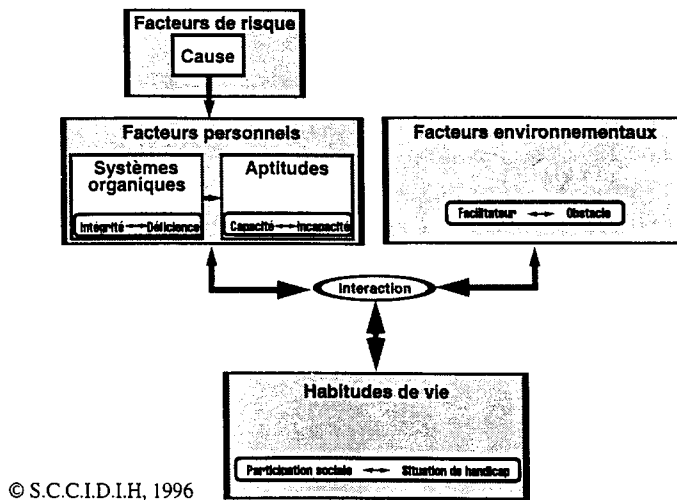 Facteurs de risque
Cause
Facteurs personnels
Systèmes
organiques
Intégrité
Déficience
Aptitudes
Capacité
Incapacité
Facteurs environnementaux
Facilitateur
Obstacle
Interaction
Habitudes de vie
Participation sociale
Situation de handicap
© S.C.C.I.D.I.H, 1996